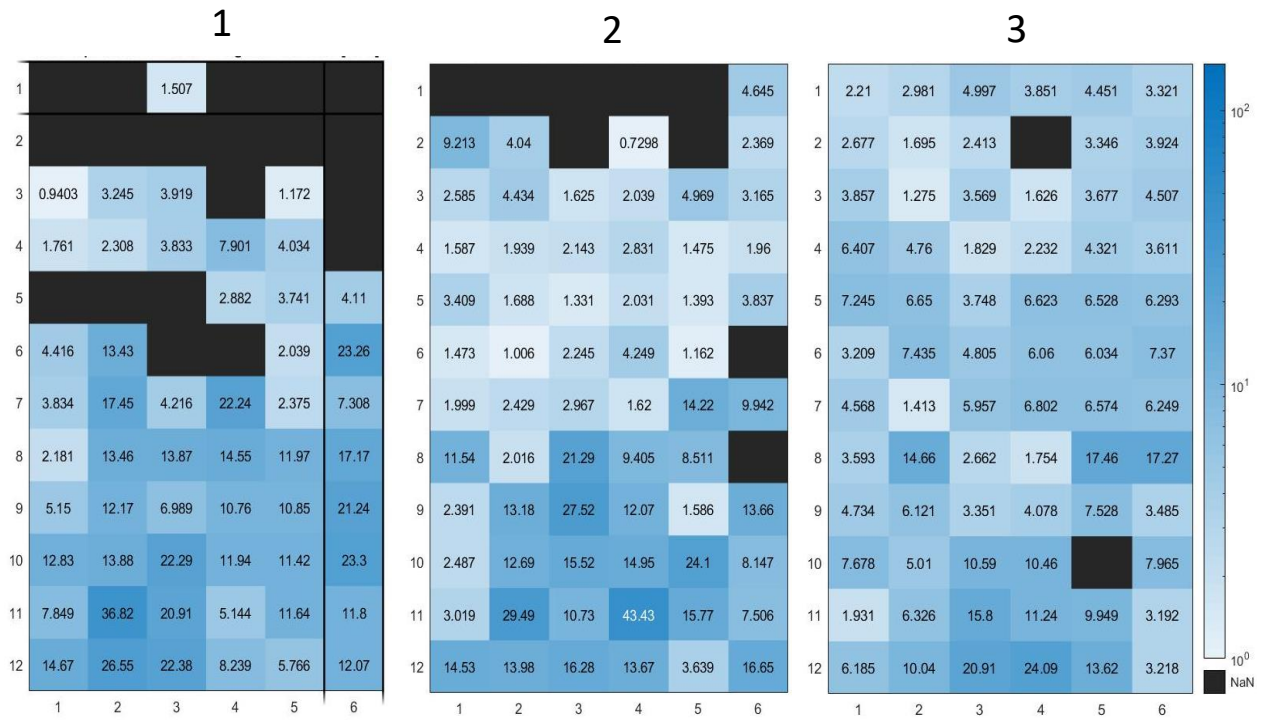 1 2 3
1 1.507 1 4.645 1 2.21 2.981 4.997 3.851 4.451 3.321 10²
2 2 9.213 4.04 0.7298 2.369 2 2.677 1.695 2.413 3.346 3.924
3 0.9403 3.245 3.919 1.172 3 2.585 4.434 1.625 2.039 4.969 3.165 3 3.857 1.275 3.569 1.626 3.677 4.507
4 1.761 2.308 3.833 7.901 4.034 4 1.587 1.939 2.143 2.831 1.475 1.96 4 6.407 4.76 1.829 2.232 4.321 3.611
5 2.882 3.741 4.11 5 3.409 1.688 1.331 2.031 1.393 3.837 5 7.245 6.65 3.748 6.623 6.528 6.293
6 4.416 13.43 2.039 23.26 6 1.473 1.006 2.245 4.249 1.162 6 3.209 7.435 4.805 6.06 6.034 7.37 10¹
7 3.834 17.45 4.216 22.24 2.375 7.308 7 1.999 2.429 2.967 1.62 14.22 9.942 7 4.568 1.413 5.957 6.802 6.574 6.249
8 2.181 13.46 13.87 14.55 11.97 17.17 8 11.54 2.016 21.29 9.405 8.511 8 3.593 14.66 2.662 1.754 17.46 17.27
9 5.15 12.17 6.989 10.76 10.85 21.24 9 2.391 13.18 27.52 12.07 1.586 13.66 9 4.734 6.121 3.351 4.078 7.528 3.485
10 12.83 13.88 22.29 11.94 11.42 23.3 10 2.487 12.69 15.52 14.95 24.1 8.147 10 7.678 5.01 10.59 10.46 7.965
11 7.849 36.82 20.91 5.144 11.64 11.8 11 3.019 29.49 10.73 43.43 15.77 7.506 11 1.931 6.326 15.8 11.24 9.949 3.192
12 14.67 26.55 22.38 8.239 5.766 12.07 12 14.53 13.98 16.28 13.67 3.639 16.65 12 6.185 10.04 20.91 24.09 13.62 3.218 10⁰
NaN
1 2 3 4 5 6 1 2 3 4 5 6 1 2 3 4 5 6